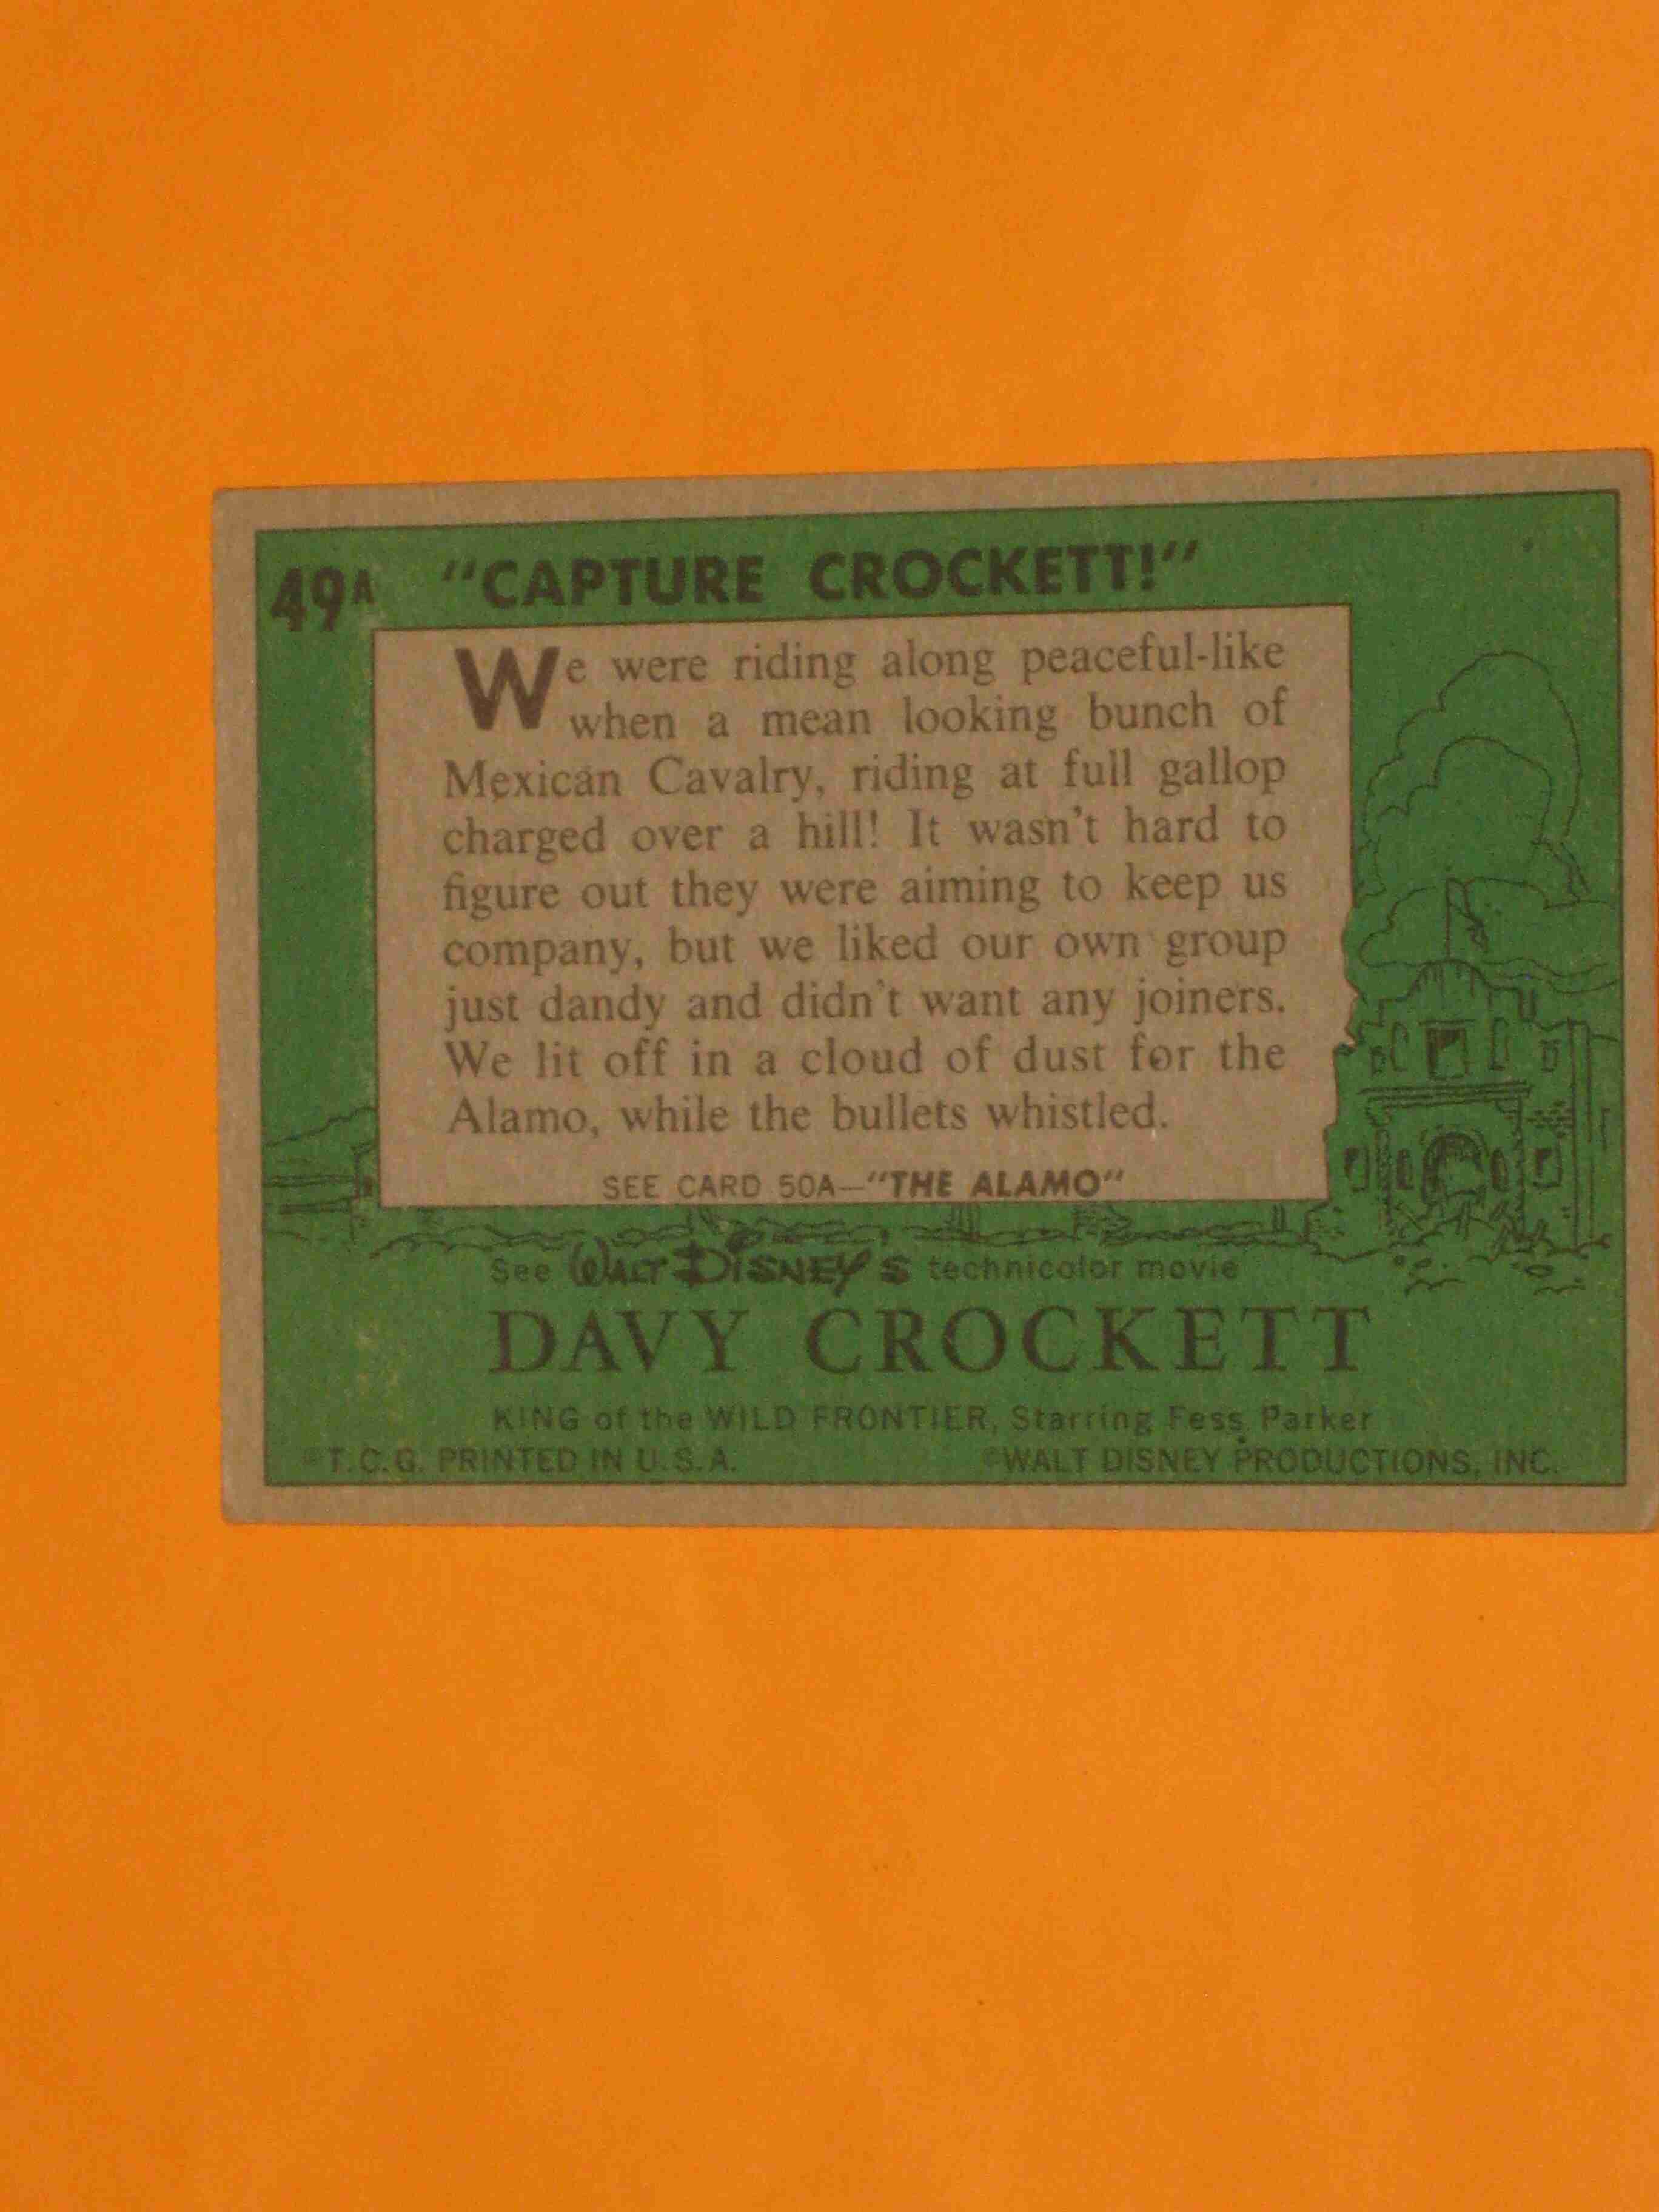 49A "CAPTURE CROCKETT!"
We were riding along peaceful-like
when a mean looking bunch of
Mexican Cavalry, riding at full gallop
charged over a hill! It wasn't hard to
figure out they were aiming to keep us
company, but we liked our own group
just dandy and didn't want any joiners.
We lit off in a cloud of dust for the
Alamo, while the bullets whistled.
SEE CARD 50A—"THE ALAMO"
See WALT DISNEY'S technicolor movie
DAVY CROCKETT
KING of the WILD FRONTIER, Starring Fess Parker
©T.C.G. PRINTED IN U.S.A. ©WALT DISNEY PRODUCTIONS, INC.